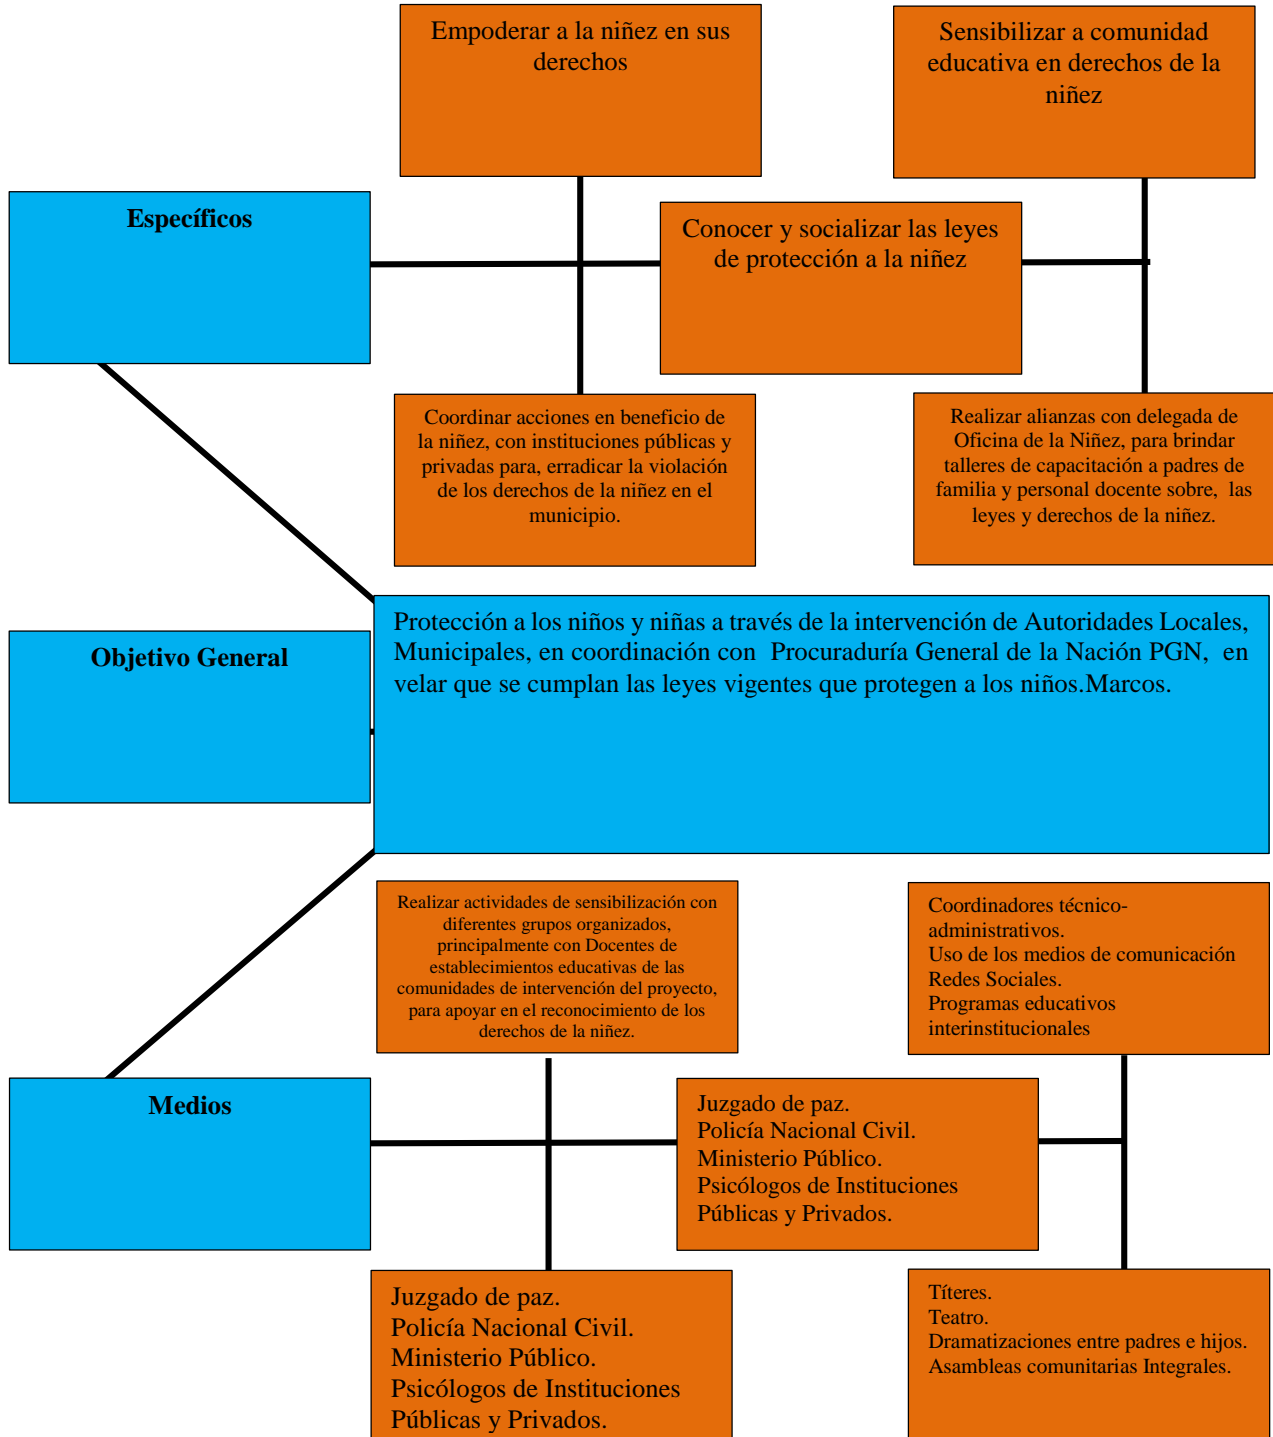 Empoderar a la niñez en sus
derechos
Sensibilizar a comunidad
educativa en derechos de la
niñez
Específicos
Conocer y socializar las leyes
de protección a la niñez
Coordinar acciones en beneficio de
la niñez, con instituciones públicas y
privadas para, erradicar la violación
de los derechos de la niñez en el
municipio.
Realizar alianzas con delegada de
Oficina de la Niñez, para brindar
talleres de capacitación a padres de
familia y personal docente sobre, las
leyes y derechos de la niñez.
Objetivo General
Protección a los niños y niñas a través de la intervención de Autoridades Locales,
Municipales, en coordinación con Procuraduría General de la Nación PGN, en
velar que se cumplan las leyes vigentes que protegen a los niños.Marcos.
Realizar actividades de sensibilización con
diferentes grupos organizados,
principalmente con Docentes de
establecimientos educativas de las
comunidades de intervención del proyecto,
para apoyar en el reconocimiento de los
derechos de la niñez.
Coordinadores técnico-
administrativos.
Uso de los medios de comunicación
Redes Sociales.
Programas educativos
interinstitucionales
Medios
Juzgado de paz.
Policía Nacional Civil.
Ministerio Público.
Psicólogos de Instituciones
Públicas y Privados.
Juzgado de paz.
Policía Nacional Civil.
Ministerio Público.
Psicólogos de Instituciones
Públicas y Privados.
Títeres.
Teatro.
Dramatizaciones entre padres e hijos.
Asambleas comunitarias Integrales.